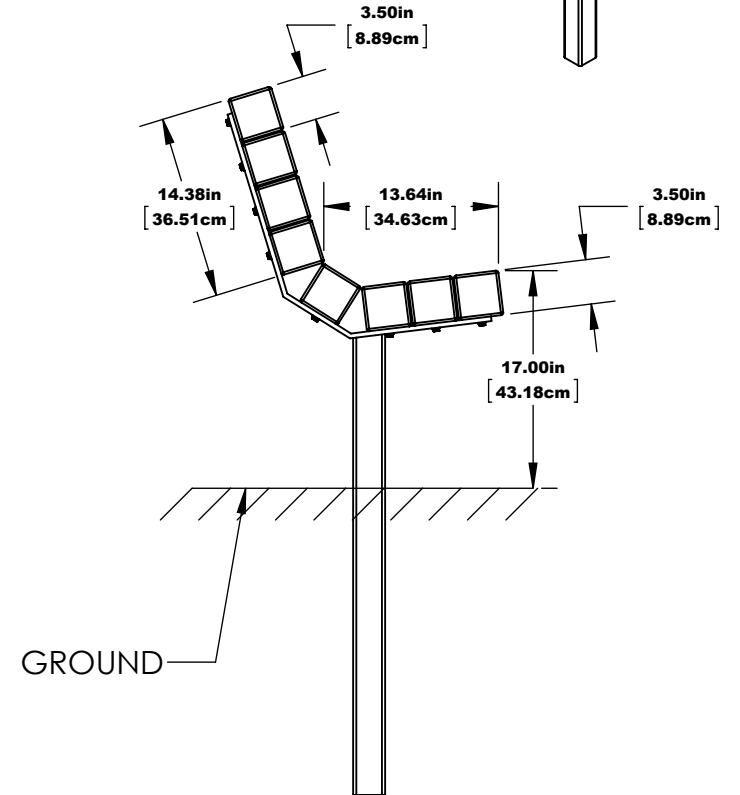 3.50in
[8.89cm]
14.38in
[36.51cm]
13.64in
[34.63cm]
3.50in
[8.89cm]
17.00in
[43.18cm]
GROUND